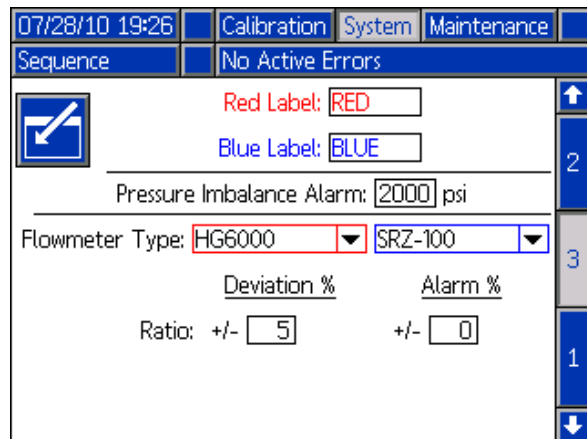 07/28/10 19:26 Calibration System Maintenance
Sequence No Active Errors
Red Label: RED
Blue Label: BLUE
2
Pressure Imbalance Alarm: 2000 psi
Flowmeter Type: HG6000 SRZ-100
3
Deviation % Alarm %
Ratio: +/- 5 +/- 0
1